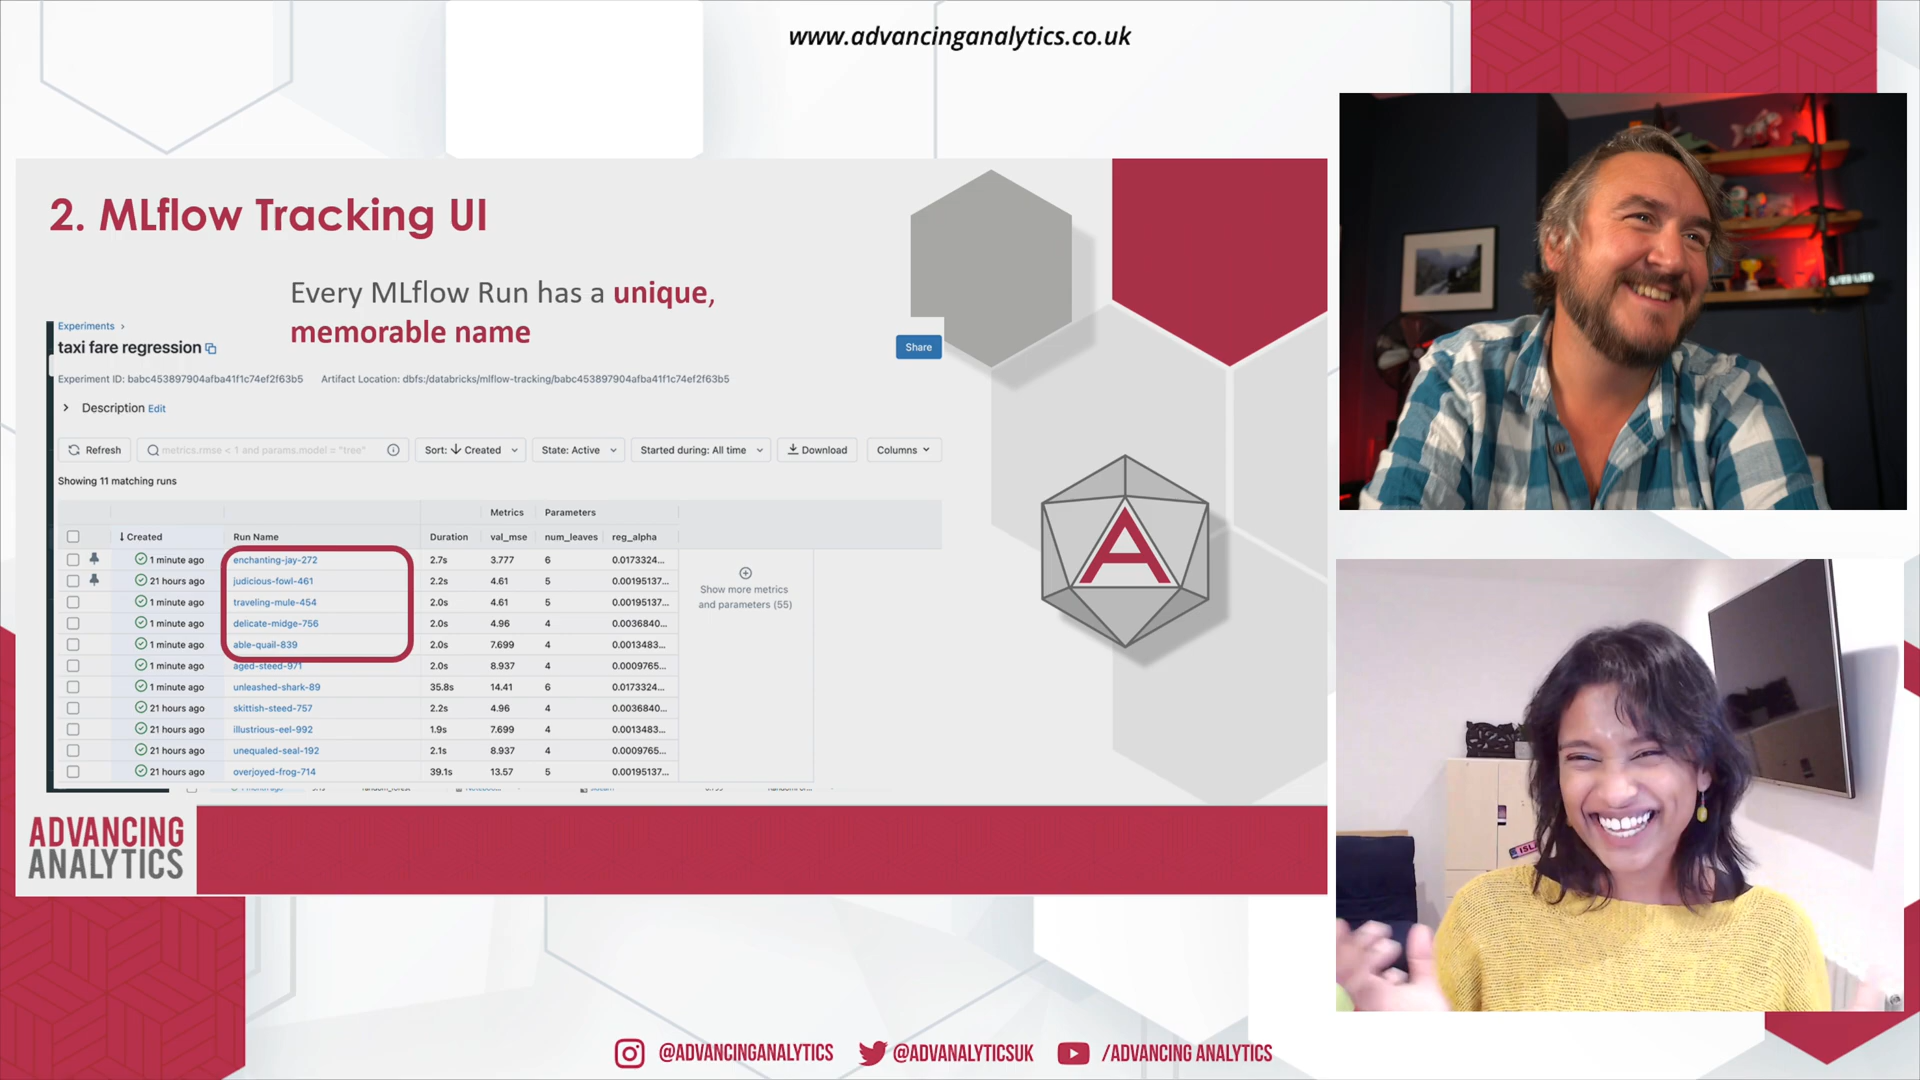 www.advancinganalytics.co.uk
2. MLflow Tracking UI
Every MLflow Run has a unique,
memorable name
Experiments >
taxi fare regression
Share
Experiment ID: babc453897904afba41f1c74ef2f63b5 Artifact Location: dbfs:/databricks/mlflow-tracking/babc453897904afba41f1c74ef2f63b5
> Description Edit
Refresh metrics.rmse < 1 and params.model = "tree" Sort: Created State: Active Started during: All time Download Columns
Showing 11 matching runs
Metrics Parameters
Created Run Name Duration val_mse num_leaves reg_alpha
1 minute ago enchanting-jay-272 2.7s 3.777 6 0.0173324...
21 hours ago judicious-fowl-461 2.2s 4.61 5 0.00195137...
1 minute ago traveling-mule-454 2.0s 4.61 5 0.00195137...
1 minute ago delicate-midge-756 2.0s 4.96 4 0.0036840...
1 minute ago able-quail-839 2.0s 7.699 4 0.0013483...
1 minute ago aged-steed-971 2.0s 8.937 4 0.0009765...
1 minute ago unleashed-shark-89 35.8s 14.41 6 0.0173324...
21 hours ago skittish-steed-757 2.2s 4.96 4 0.0036840...
21 hours ago illustrious-eel-992 1.9s 7.699 4 0.0013483...
21 hours ago unequaled-seal-192 2.1s 8.937 4 0.0009765...
21 hours ago overjoyed-frog-714 39.1s 13.57 5 0.00195137...
Show more metrics
and parameters (55)
A
ADVANCING
ANALYTICS
@ADVANCINGANALYTICS @ADVANALYTICSUK /ADVANCING ANALYTICS